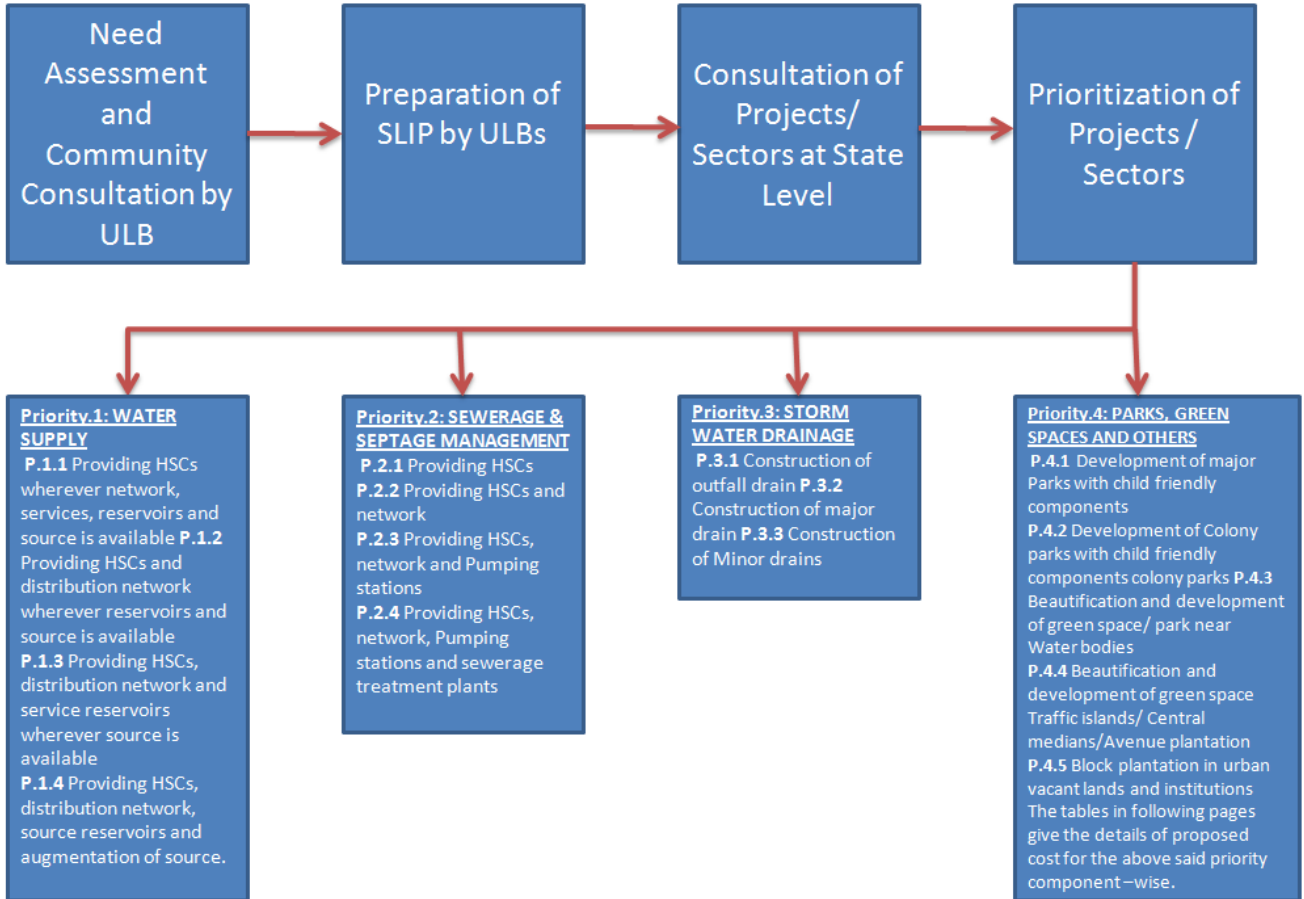 Need
Assessment
and
Community
Consultation by
ULB
Preparation of
SLIP by ULBs
Consultation of
Projects/
Sectors at State
Level
Prioritization of
Projects /
Sectors
Priority.1: WATER
SUPPLY
P.1.1 Providing HSCs
wherever network,
services, reservoirs and
source is available P.1.2
Providing HSCs and
distribution network
wherever reservoirs and
source is available
P.1.3 Providing HSCs,
distribution network and
service reservoirs
wherever source is
available
P.1.4 Providing HSCs,
distribution network,
source reservoirs and
augmentation of source.
Priority.2: SEWERAGE &
SEPTAGE MANAGEMENT
P.2.1 Providing HSCs
P.2.2 Providing HSCs and
network
P.2.3 Providing HSCs,
network and Pumping
stations
P.2.4 Providing HSCs,
network, Pumping
stations and sewerage
treatment plants
Priority.3: STORM
WATER DRAINAGE
P.3.1 Construction of
outfall drain P.3.2
Construction of major
drain P.3.3 Construction
of Minor drains
Priority.4: PARKS, GREEN
SPACES AND OTHERS
P.4.1 Development of major
Parks with child friendly
components
P.4.2 Development of Colony
parks with child friendly
components colony parks P.4.3
Beautification and development
of green space/ park near
Water bodies
P.4.4 Beautification and
development of green space
Traffic islands/ Central
medians/Avenue plantation
P.4.5 Block plantation in urban
vacant lands and institutions
The tables in following pages
give the details of proposed
cost for the above said priority
component–wise.